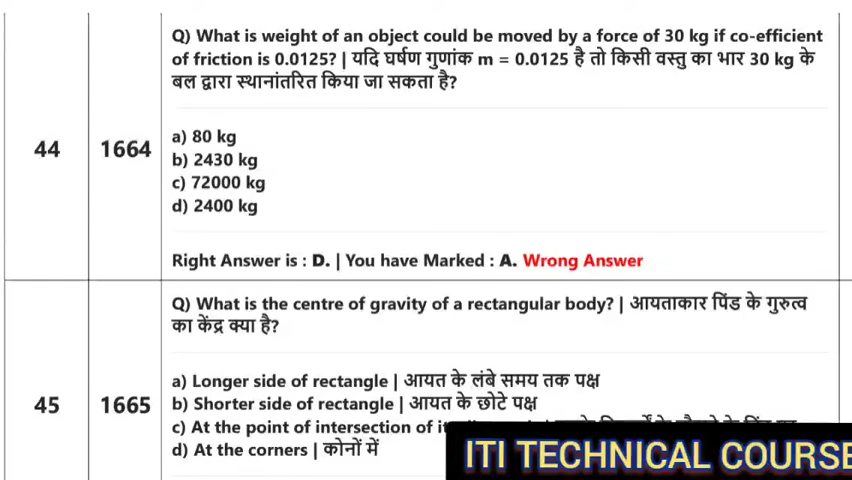 Q) What is weight of an object could be moved by a force of 30 kg if co-efficient
of friction is 0.0125? | यदि घर्षण गुणांक m = 0.0125 है तो किसी वस्तु का भार 30 kg के
बल द्वारा स्थानांतरित किया जा सकता है?
a) 80 kg
44 1664 b) 2430 kg
c) 72000 kg
d) 2400 kg
Right Answer is : D. | You have Marked : A. Wrong Answer
Q) What is the centre of gravity of a rectangular body? | आयताकार पिंड के गुरुत्व
का केंद्र क्या है?
a) Longer side of rectangle | आयत के लंबे समय तक पक्ष
45 1665 b) Shorter side of rectangle | आयत के छोटे पक्ष
c) At the point of intersection of
d) At the corners | कोनों में
ITI TECHNICAL COURSE